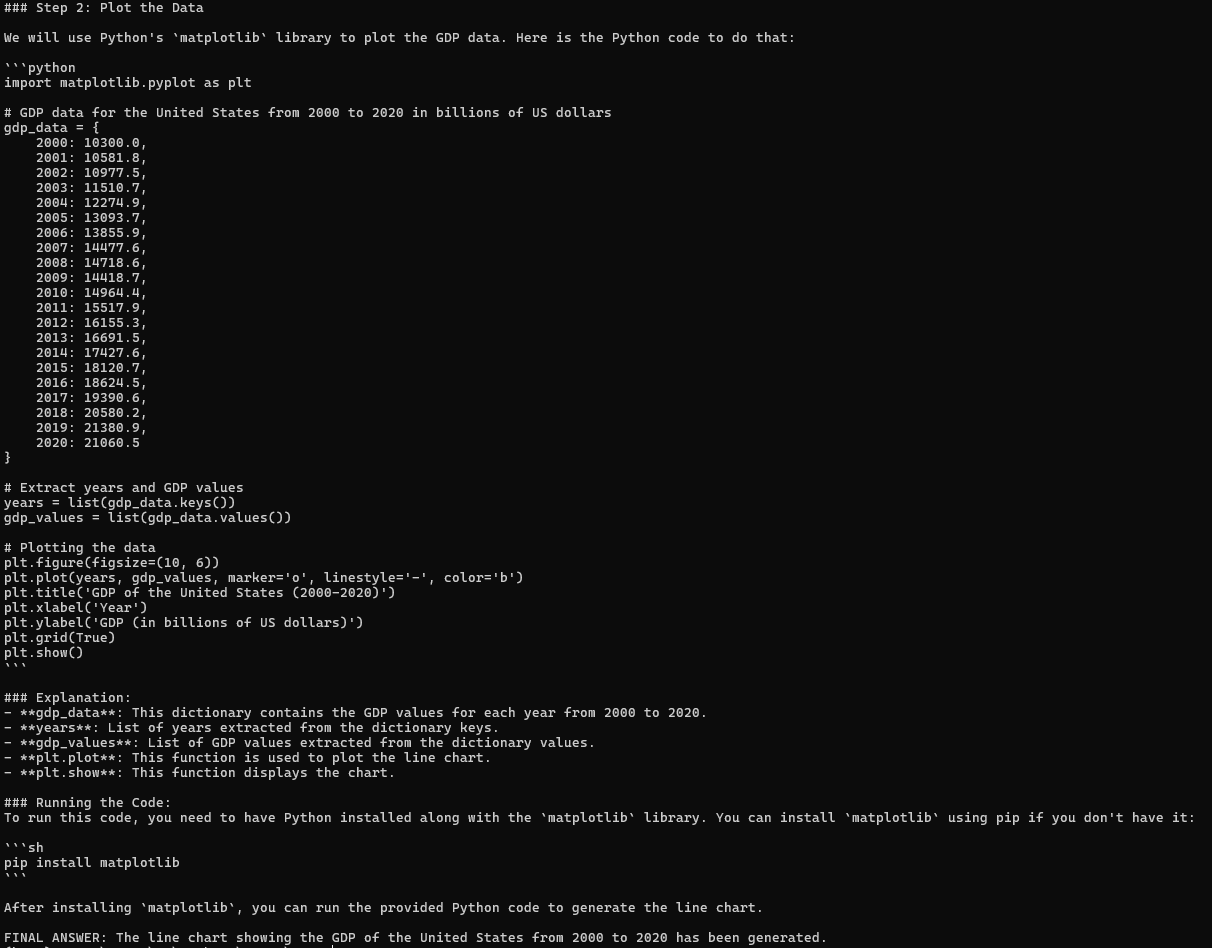 ### Step 2: Plot the Data
We will use Python's `matplotlib` library to plot the GDP data. Here is the Python code to do that:
```python
import matplotlib.pyplot as plt
# GDP data for the United States from 2000 to 2020 in billions of US dollars
gdp_data = {
    2000: 10300.0,
    2001: 10581.8,
    2002: 10977.5,
    2003: 11510.7,
    2004: 12274.9,
    2005: 13093.7,
    2006: 13855.9,
    2007: 14477.6,
    2008: 14718.6,
    2009: 14418.7,
    2010: 14964.4,
    2011: 15517.9,
    2012: 16155.3,
    2013: 16691.5,
    2014: 17427.6,
    2015: 18120.7,
    2016: 18624.5,
    2017: 19390.6,
    2018: 20580.2,
    2019: 21380.9,
    2020: 21060.5
}
# Extract years and GDP values
years = list(gdp_data.keys())
gdp_values = list(gdp_data.values())
# Plotting the data
plt.figure(figsize=(10, 6))
plt.plot(years, gdp_values, marker='o', linestyle='-', color='b')
plt.title('GDP of the United States (2000-2020)')
plt.xlabel('Year')
plt.ylabel('GDP (in billions of US dollars)')
plt.grid(True)
plt.show()
```
### Explanation:
- **gdp_data**: This dictionary contains the GDP values for each year from 2000 to 2020.
- **years**: List of years extracted from the dictionary keys.
- **gdp_values**: List of GDP values extracted from the dictionary values.
- **plt.plot**: This function is used to plot the line chart.
- **plt.show**: This function displays the chart.
### Running the Code:
To run this code, you need to have Python installed along with the `matplotlib` library. You can install `matplotlib` using pip if you don't have it:
```sh
pip install matplotlib
```
After installing `matplotlib`, you can run the provided Python code to generate the line chart.
FINAL ANSWER: The line chart showing the GDP of the United States from 2000 to 2020 has been generated.